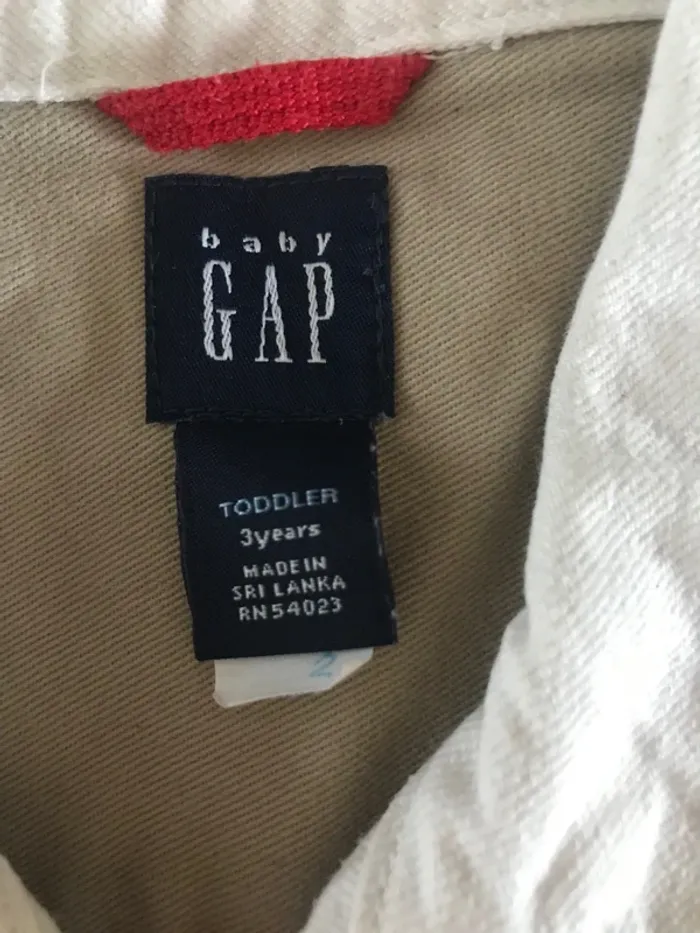 baby
GAP
TODDLER
3years
MADE IN
SRI LANKA
RN54023
2